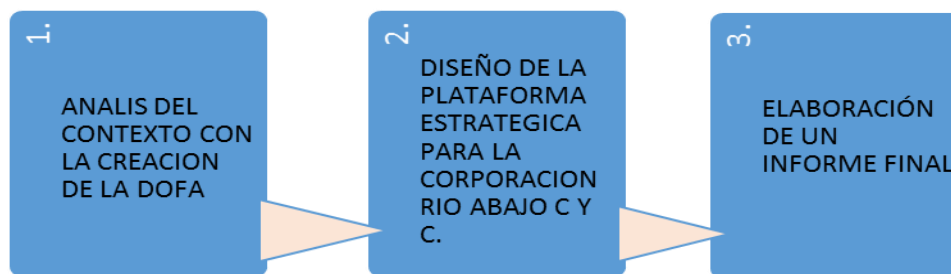 1.
ANALIS DEL
CONTEXTO CON
LA CREACION
DE LA DOFA
2.
DISEÑO DE LA
PLATAFORMA
ESTRATEGICA
PARA LA
CORPORACION
RIO ABAJO C Y
C.
3.
ELABORACIÓN
DE UN
INFORME FINAL